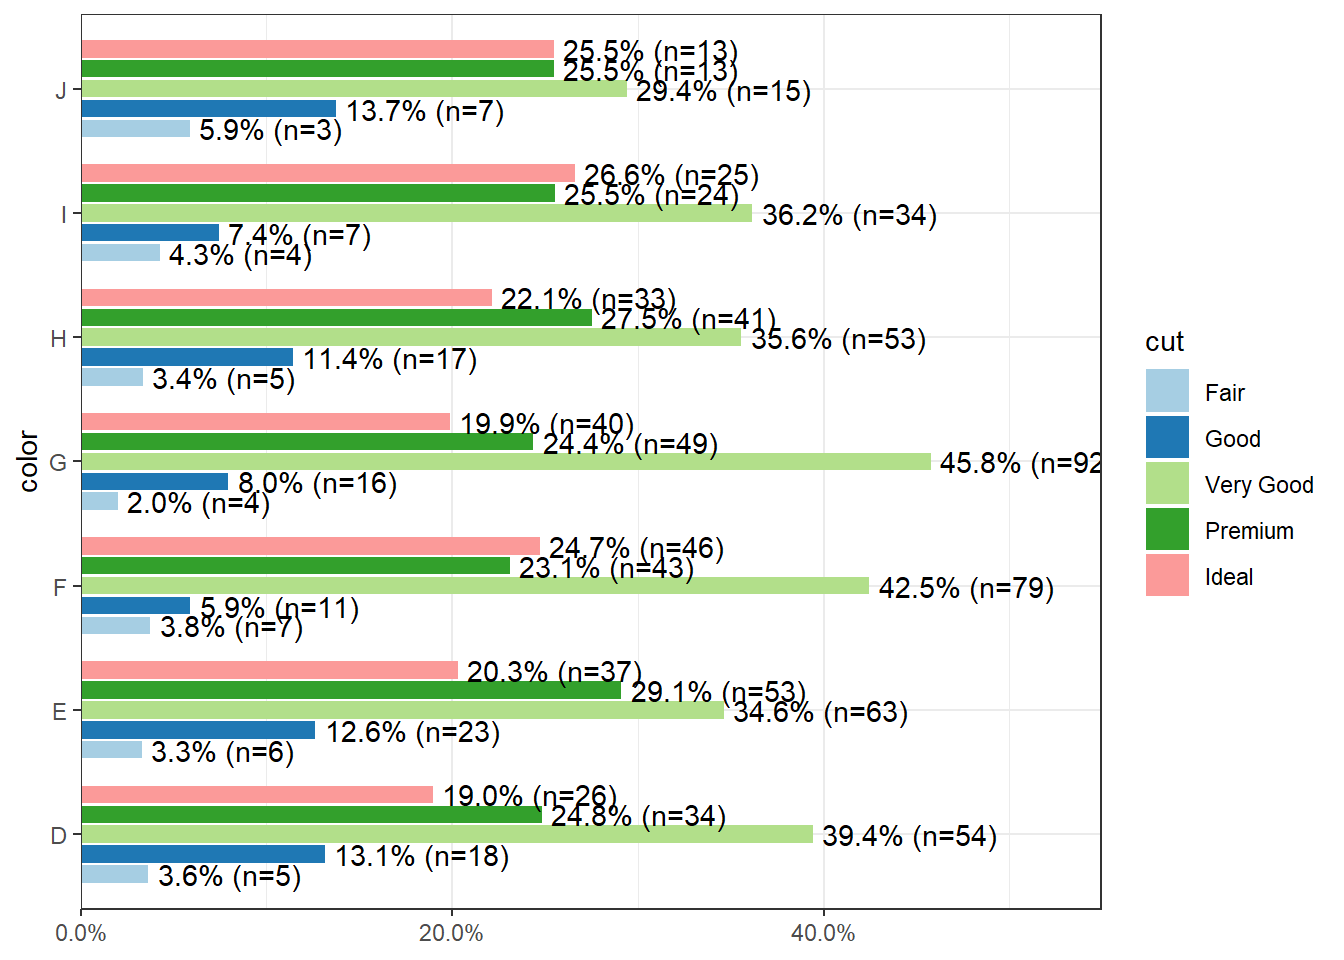 25.5% (n=13)
25.5% (n=13)
J
29.4% (n=15)
13.7% (n=7)
5.9% (n=3)
26.6% (n=25)
25.5% (n=24)
I
36.2% (n=34)
7.4% (n=7)
4.3% (n=4)
22.1% (n=33)
27.5% (n=41)
H
35.6% (n=53)
11.4% (n=17)
3.4% (n=5)
19.9% (n=40)
24.4% (n=49)
G
45.8% (n=92
8.0% (n=16)
2.0% (n=4)
24.7% (n=46)
23.1% (n=43)
F
42.5% (n=79)
5.9% (n=11)
3.8% (n=7)
20.3% (n=37)
29.1% (n=53)
E
34.6% (n=63)
12.6% (n=23)
3.3% (n=6)
19.0% (n=26)
24.8% (n=34)
D
39.4% (n=54)
13.1% (n=18)
3.6% (n=5)
0.0%
20.0%
40.0%
color
cut
Fair
Good
Very Good
Premium
Ideal